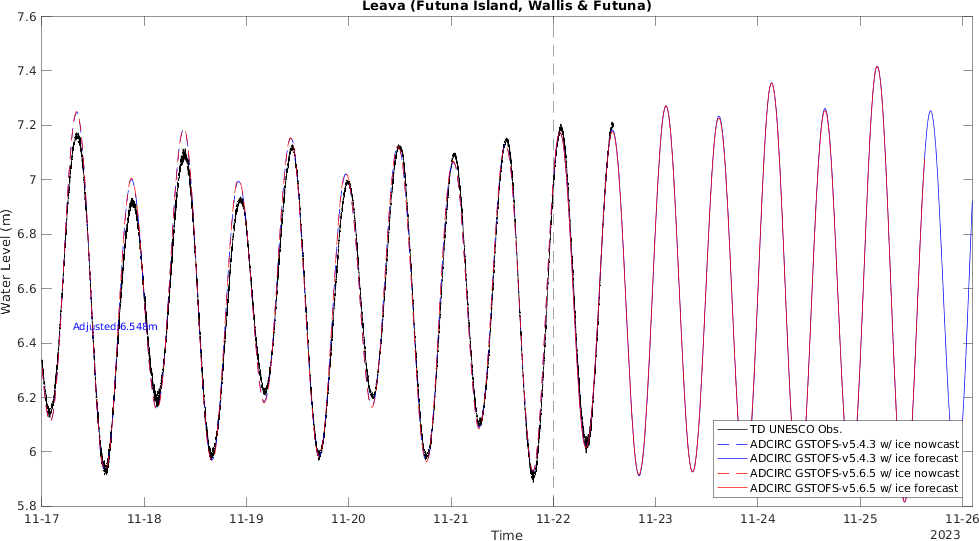 Leava (Futuna Island, Wallis & Futuna)
7.6
7.4
7.2
7
6.8
6.6
6.4
6.2
6
5.8
Water Level (m)
Adjusted:6.548m
TD UNESCO Obs.
ADCIRC GSTOFS-v5.4.3 w/ ice nowcast
ADCIRC GSTOFS-v5.4.3 w/ ice forecast
ADCIRC GSTOFS-v5.6.5 w/ ice nowcast
ADCIRC GSTOFS-v5.6.5 w/ ice forecast
11-17 11-18 11-19 11-20 11-21 11-22 11-23 11-24 11-25 11-26
Time
2023